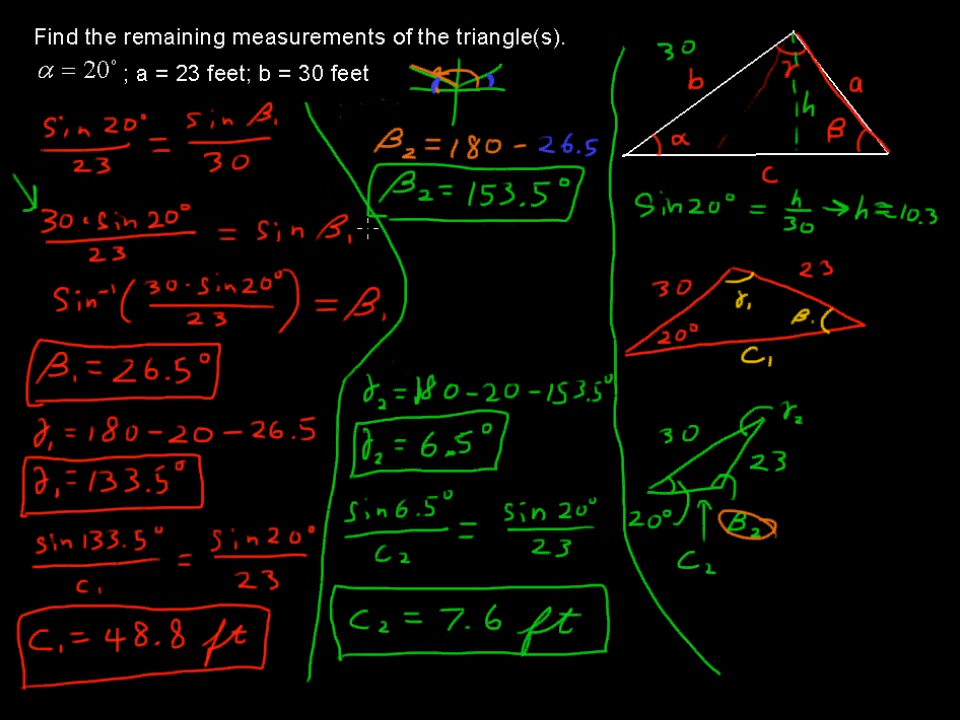 Find the remaining measurements of the triangle(s).
α = 20° ; a = 23 feet; b = 30 feet
sin 20° / 23 = sin β₁ / 30
30 · sin 20° / 23 = sin β₁
sin⁻¹ ( 30 · sin 20° / 23 ) = β₁
β₁ = 26.5°
γ₁ = 180 − 20 − 26.5
γ₁ = 133.5°
sin 133.5° / c₁ = sin 20° / 23
c₁ = 48.8 ft
β₂ = 180 − 26.5
β₂ = 153.5°
γ₂ = 180 − 20 − 153.5°
γ₂ = 6.5°
sin 6.5° / c₂ = sin 20° / 23
c₂ = 7.6 ft
30
γ
b
h
a
α
β
c
sin 20° = h / 30 → h ≈ 10.3
30
23
γ₁
β₁
20°
c₁
γ₂
30
23
20°
β₂
c₂